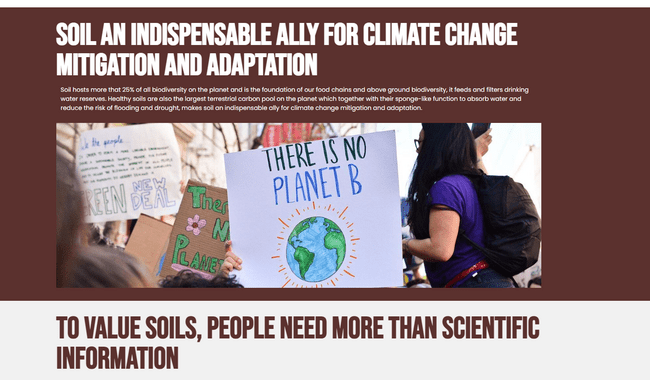 SOIL AN INDISPENSABLE ALLY FOR CLIMATE CHANGE
MITIGATION AND ADAPTATION
Soil hosts more that 25% of all biodiversity on the planet and is the foundation of our food chains and above ground biodiversity, it feeds and filters drinking
water reserves. Healthy soils are also the largest terrestrial carbon pool on the planet which together with their sponge-like function to absorb water and
reduce the risk of flooding and drought, makes soil an indispensable ally for climate change mitigation and adaptation.
We the people
GREEN NEW
DEAL
There
N
PLANET
THERE IS NO
PLANET B
TO VALUE SOILS, PEOPLE NEED MORE THAN SCIENTIFIC
INFORMATION